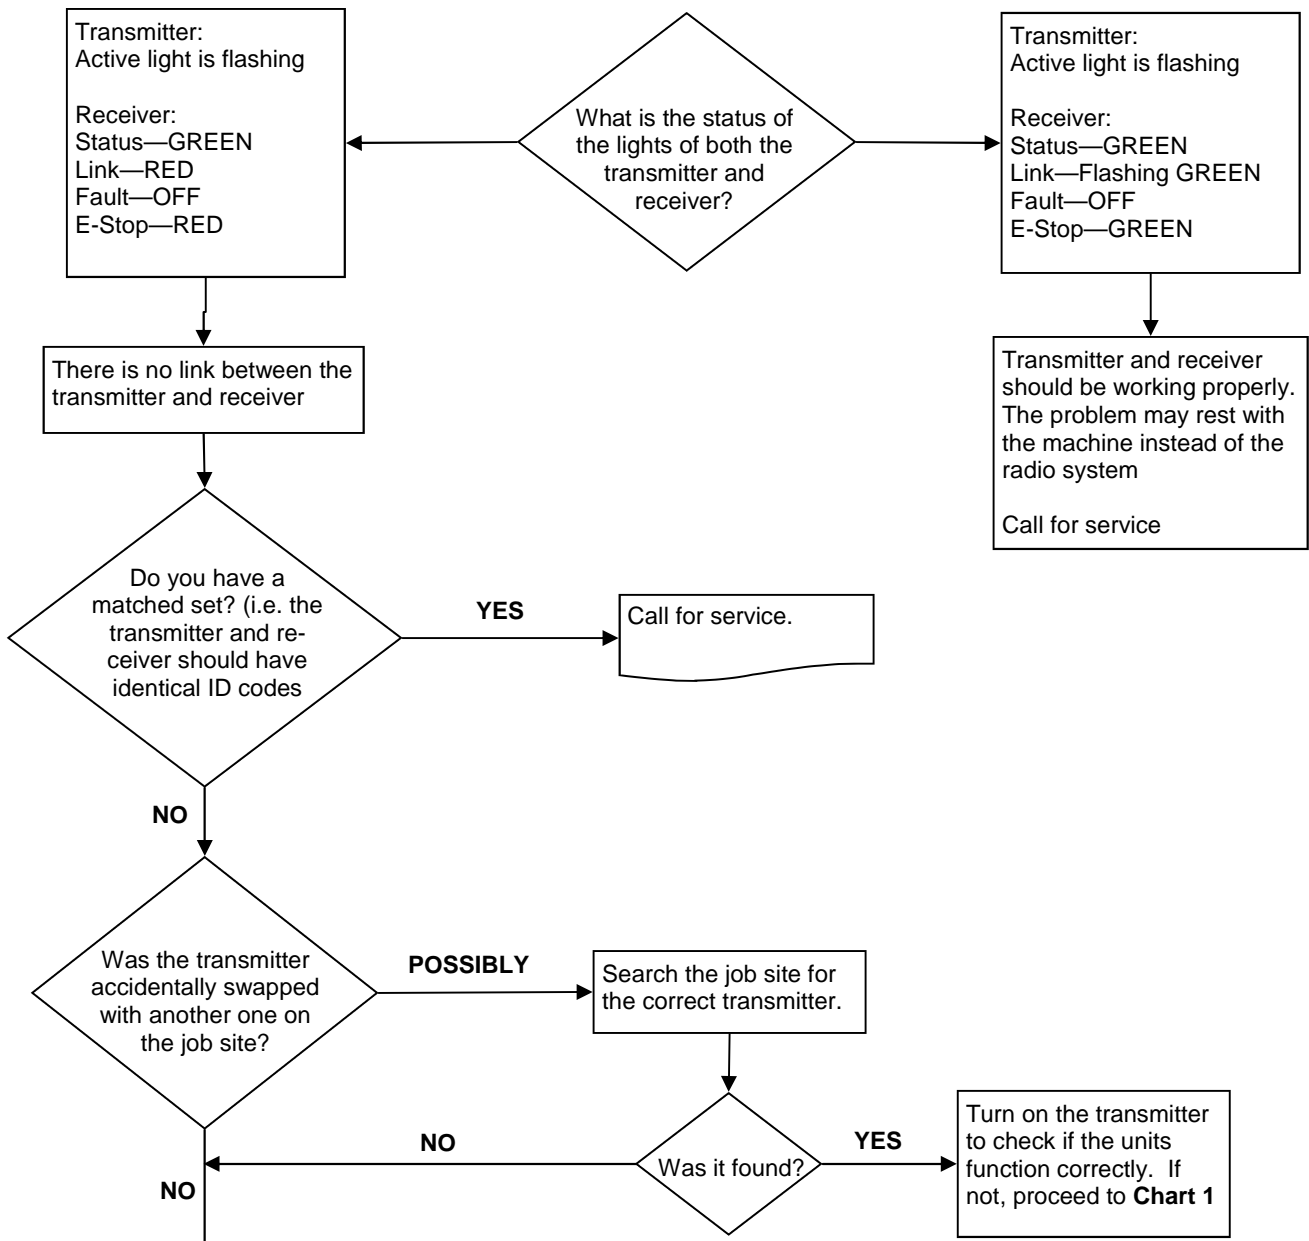 Transmitter:
Active light is flashing
Receiver:
Status—GREEN
Link—RED
Fault—OFF
E-Stop—RED
What is the status of
the lights of both the
transmitter and
receiver?
Transmitter:
Active light is flashing
Receiver:
Status—GREEN
Link—Flashing GREEN
Fault—OFF
E-Stop—GREEN
There is no link between the
transmitter and receiver
Transmitter and receiver
should be working properly.
The problem may rest with
the machine instead of the
radio system
Call for service
Do you have a
matched set? (i.e. the
transmitter and re-
ceiver should have
identical ID codes
YES
Call for service.
NO
Was the transmitter
accidentally swapped
with another one on
the job site?
POSSIBLY
Search the job site for
the correct transmitter.
Was it found?
NO
YES
Turn on the transmitter
to check if the units
function correctly.  If
not, proceed to Chart 1
NO